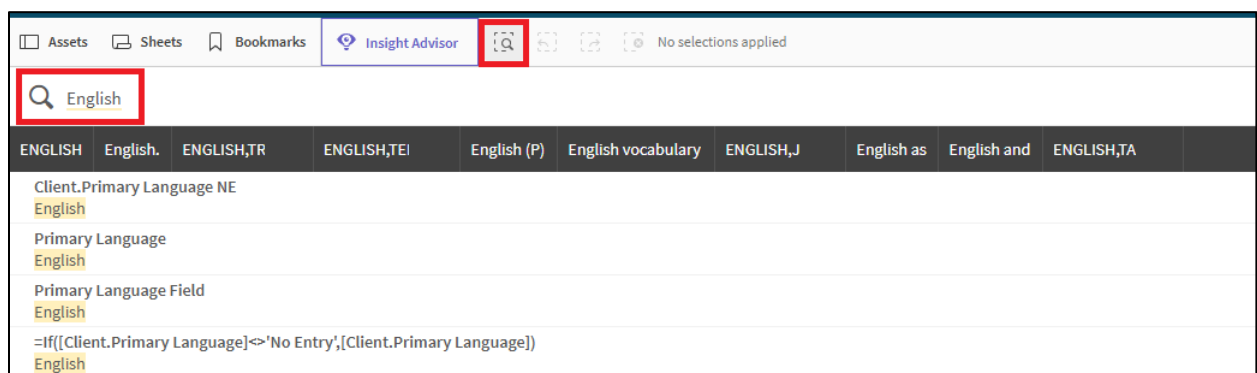 Assets Sheets Bookmarks Insight Advisor No selections applied
English
ENGLISH English. ENGLISH,TR ENGLISH,TEI English (P) English vocabulary ENGLISH,J English as English and ENGLISH,TA
Client.Primary Language NE
English
Primary Language
English
Primary Language Field
English
=If([Client.Primary Language]<>'No Entry',[Client.Primary Language])
English